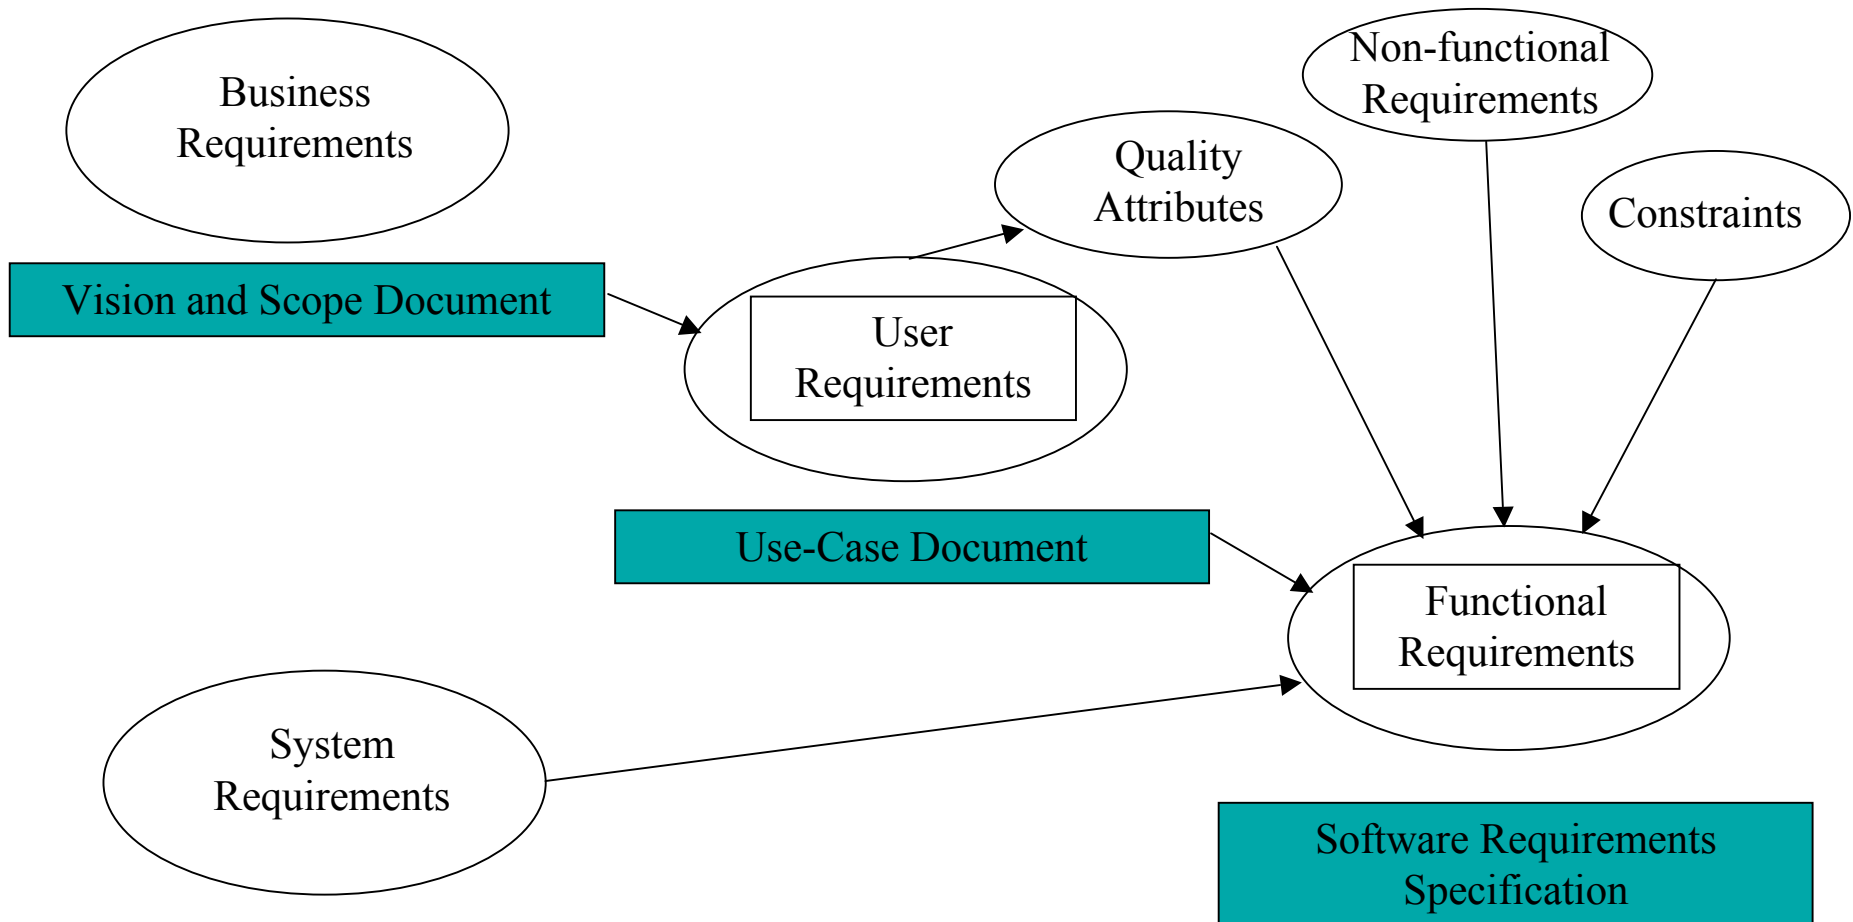 Business
Requirements
Non-functional
Requirements
Quality
Attributes
Constraints
Vision and Scope Document
User
Requirements
Use-Case Document
Functional
Requirements
System
Requirements
Software Requirements
Specification